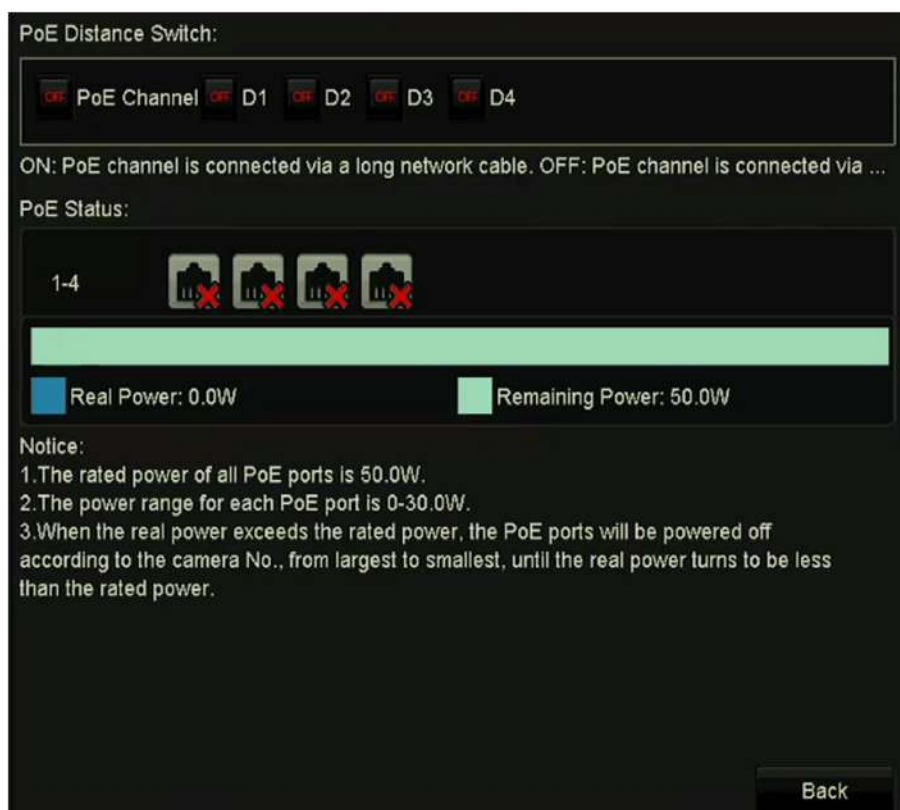 PoE Distance Switch:
OFF PoE Channel OFF D1 OFF D2 OFF D3 OFF D4
ON: PoE channel is connected via a long network cable. OFF: PoE channel is connected via ...
PoE Status:
1-4
Real Power: 0.0W Remaining Power: 50.0W
Notice:
1.The rated power of all PoE ports is 50.0W.
2.The power range for each PoE port is 0-30.0W.
3.When the real power exceeds the rated power, the PoE ports will be powered off
according to the camera No., from largest to smallest, until the real power turns to be less
than the rated power.
Back